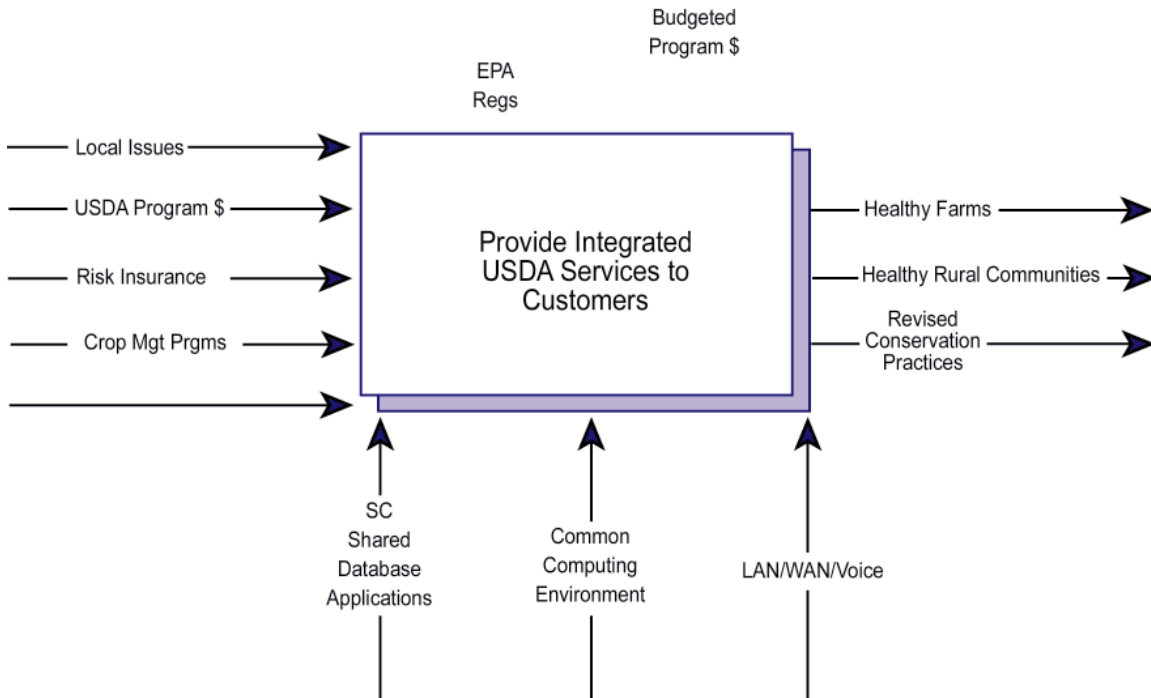 Budgeted
Program $
EPA
Regs
Local Issues
USDA Program $
Risk Insurance
Crop Mgt Prgms
Provide Integrated
USDA Services to
Customers
Healthy Farms
Healthy Rural Communities
Revised
Conservation
Practices
SC
Shared
Database
Applications
Common
Computing
Environment
LAN/WAN/Voice